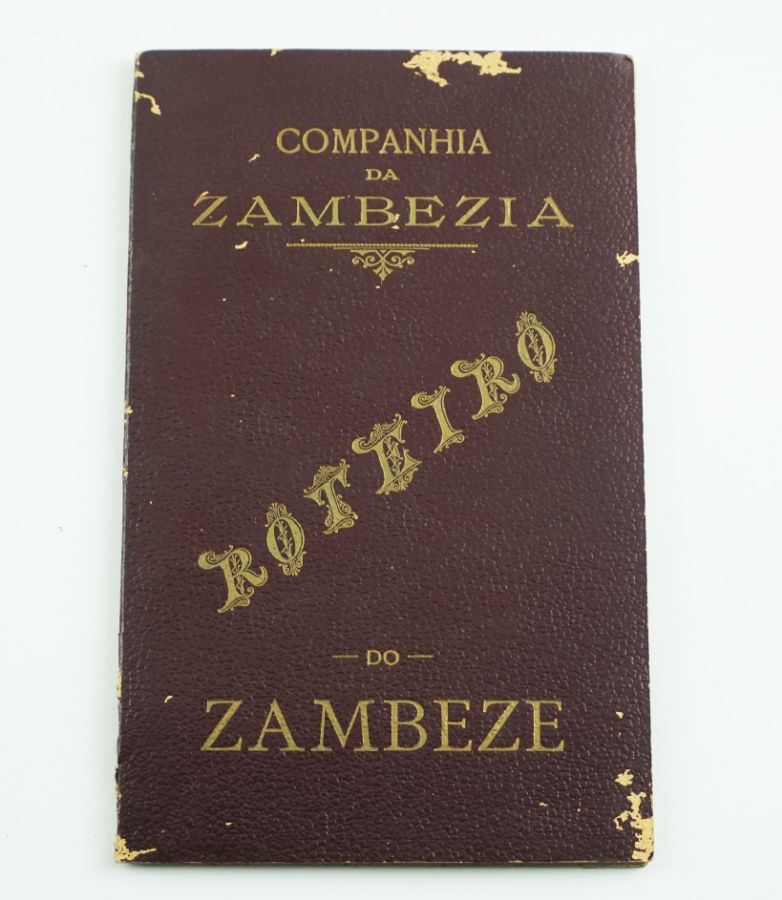 COMPANHIA
DA
ZAMBEZIA
ROTEIRO
— DO —
ZAMBEZE